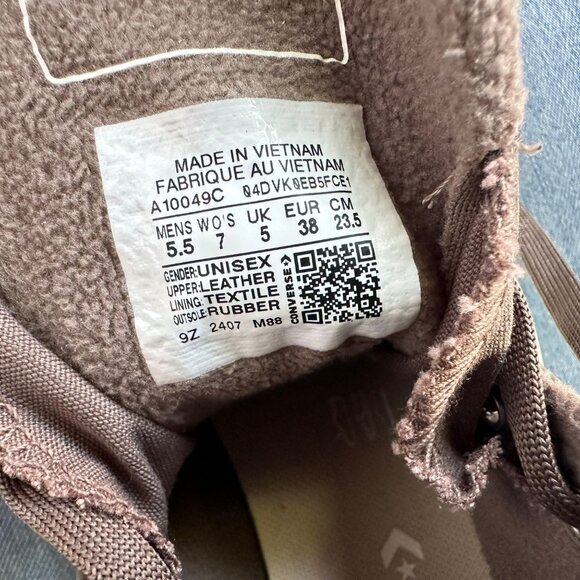 MADE IN VIETNAM
FABRIQUE AU VIETNAM
A10049C 04DVK0EB5FCE1
MENS WO'S UK EUR CM
5.5 7 5 38 23.5
GENDER:UNISEX
UPPER:LEATHER
LINING:TEXTILE
OUTSOLE:RUBBER
9Z 2407 M88
CONVERSE